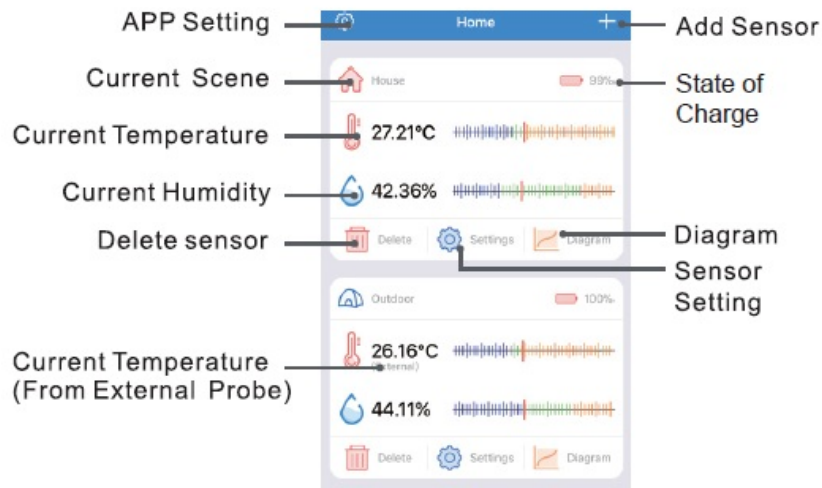 APP Setting
Home
+
Add Sensor
Current Scene
House
99%
State of
Charge
Current Temperature
27.21°C
Current Humidity
42.36%
Delete sensor
Delete
Settings
Diagram
Diagram
Sensor
Setting
Outdoor
100%
Current Temperature
(From External Probe)
26.16°C
(External)
44.11%
Delete
Settings
Diagram